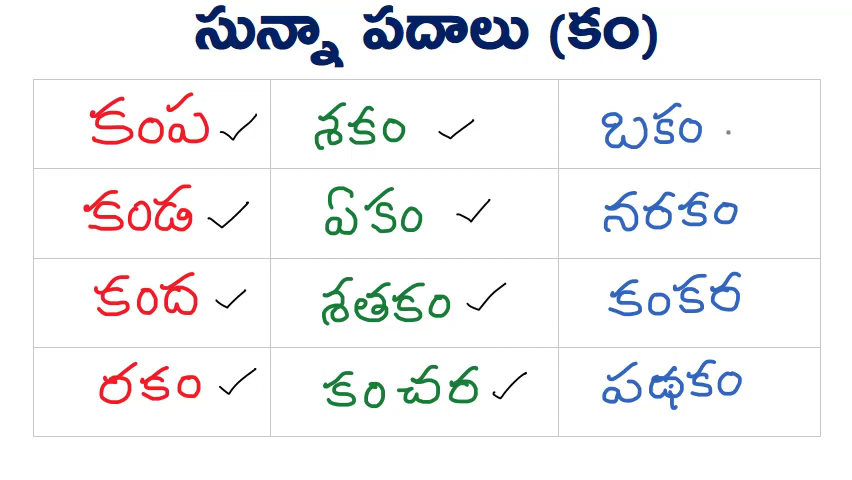 సున్నా పదాలు (కం)
కంప శకం బకం
కండ ఏకం నరకం
కంద శతకం కంకర
రకం కంచర పథకం